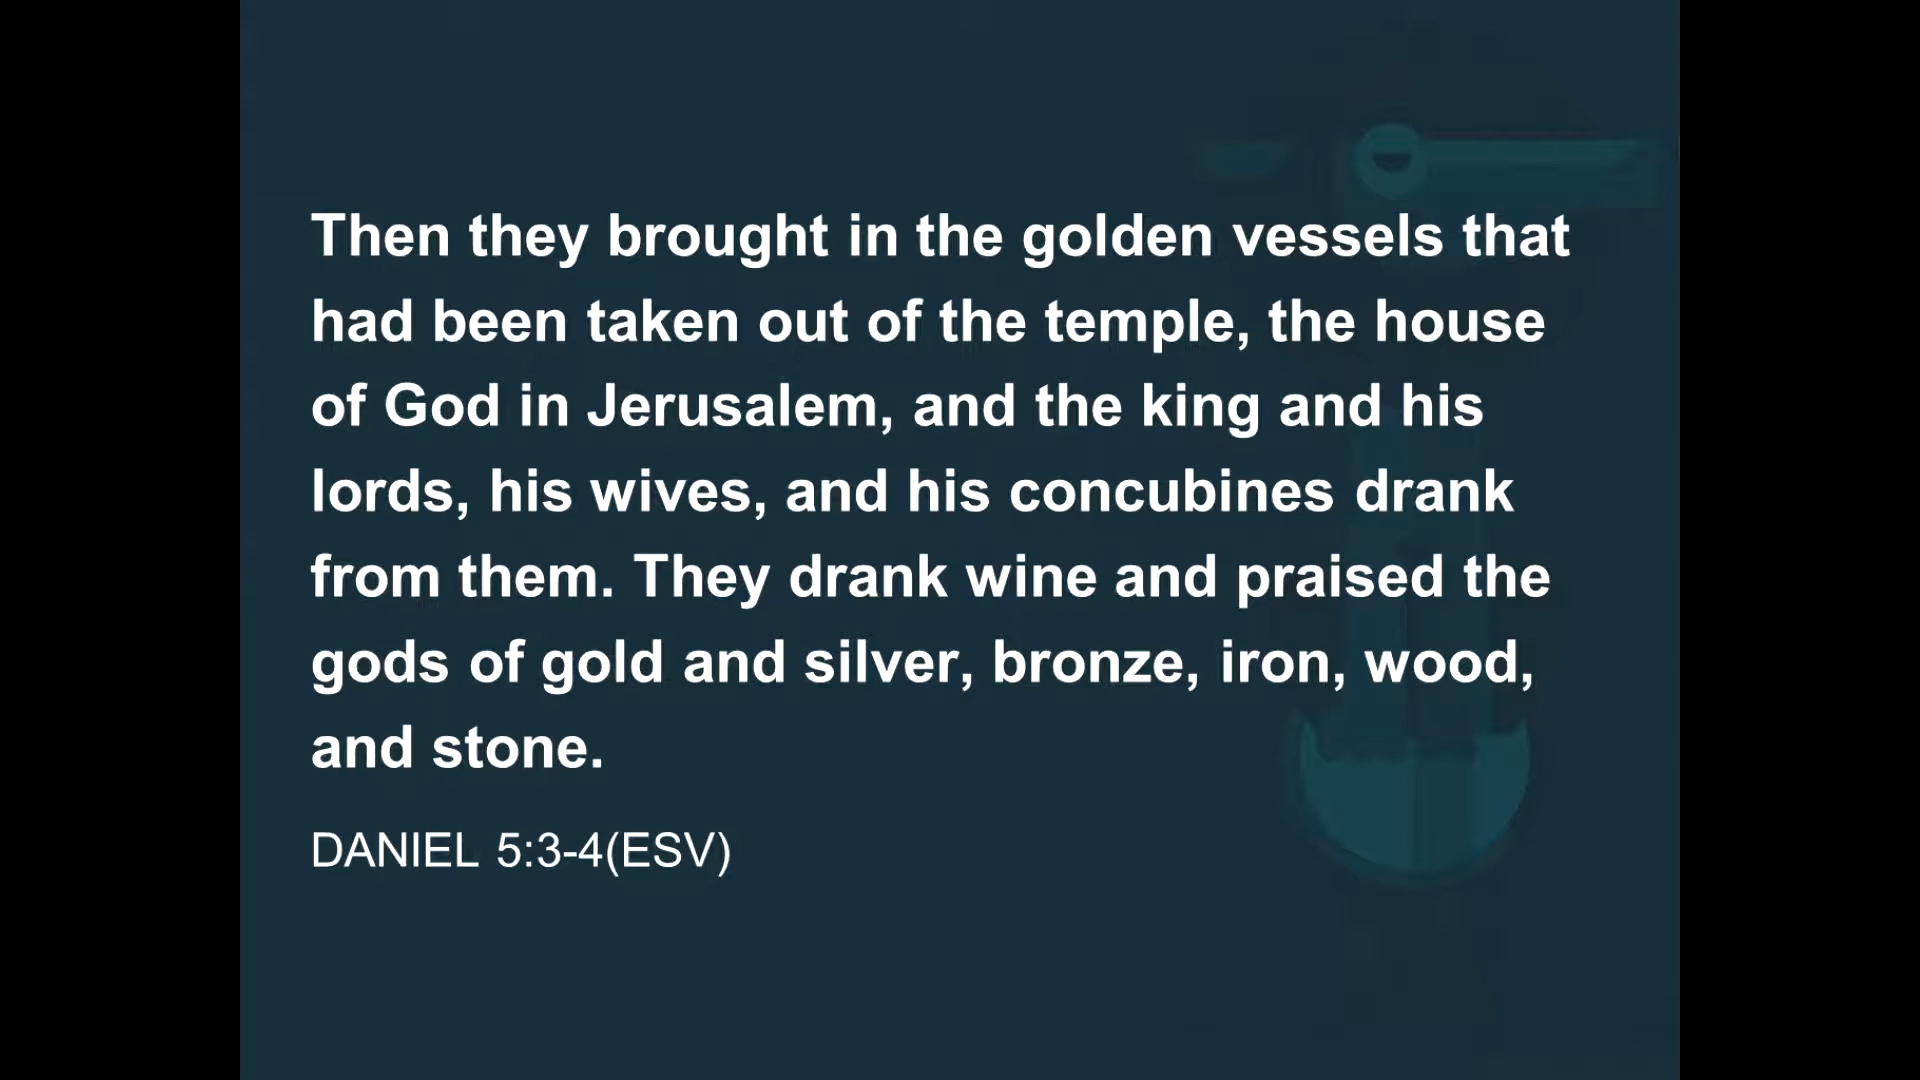 Then they brought in the golden vessels that
had been taken out of the temple, the house
of God in Jerusalem, and the king and his
lords, his wives, and his concubines drank
from them. They drank wine and praised the
gods of gold and silver, bronze, iron, wood,
and stone.
DANIEL 5:3-4(ESV)